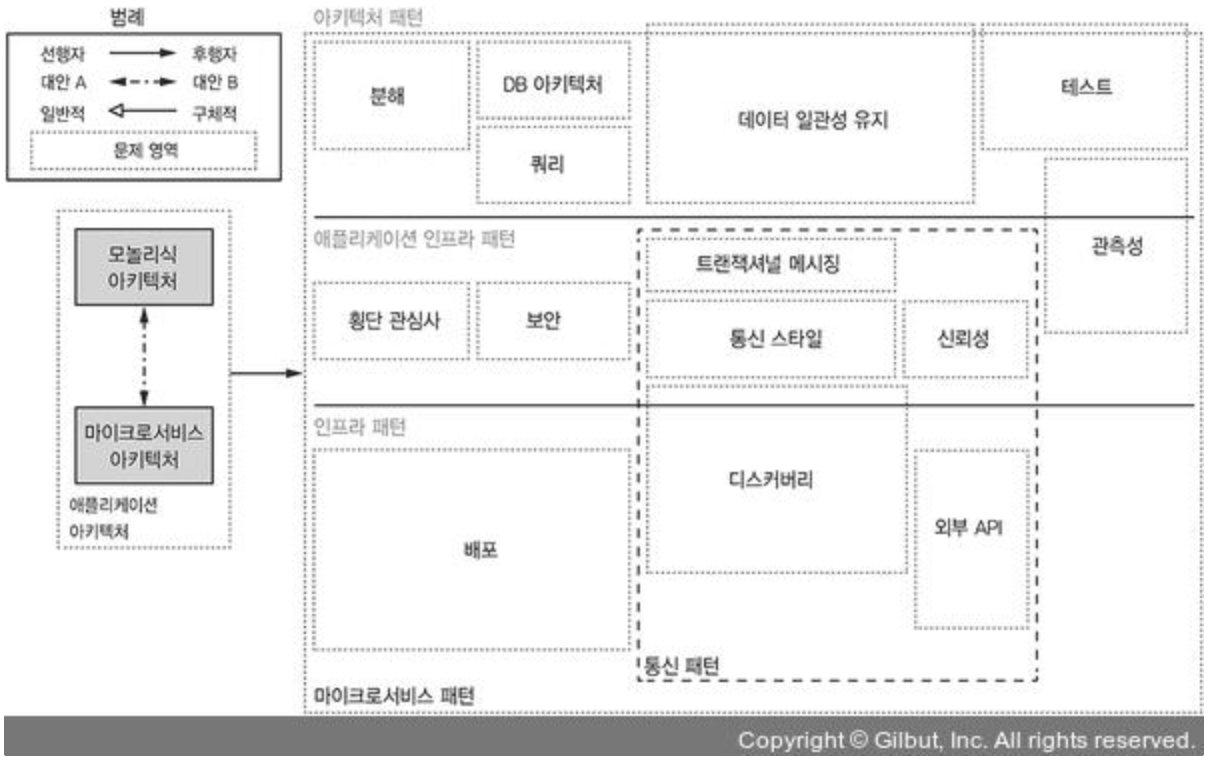 범례
선행자 후행자
대안 A 대안 B
일반적 구체적
문제 영역
모놀리식
아키텍처
마이크로서비스
아키텍처
애플리케이션
아키텍처
아키텍처 패턴
분해
DB 아키텍처
쿼리
데이터 일관성 유지
테스트
관측성
애플리케이션 인프라 패턴
횡단 관심사
보안
트랜잭셔널 메시징
통신 스타일
신뢰성
인프라 패턴
배포
디스커버리
외부 API
통신 패턴
마이크로서비스 패턴
Copyright © Gilbut, Inc. All rights reserved.